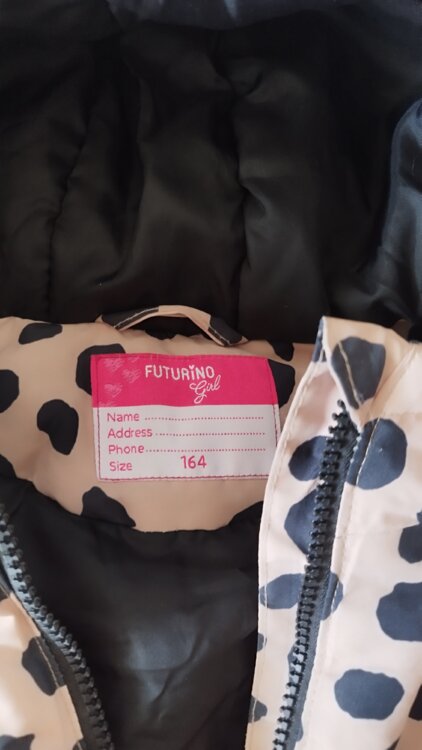 FUTURiNO
Girl
Name ........................
Address ........................
Phone ........................
Size 164